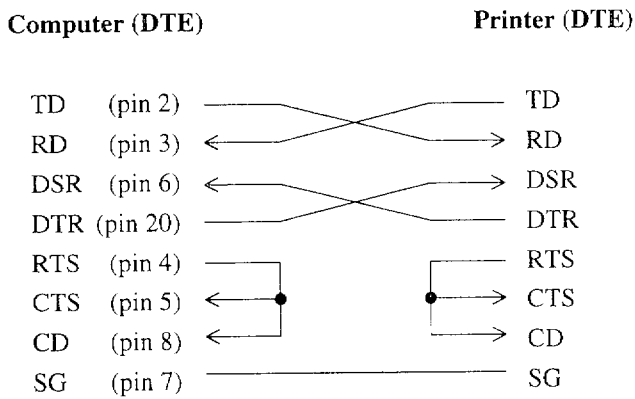 Computer (DTE) Printer (DTE)
TD (pin 2) TD
RD (pin 3) RD
DSR (pin 6) DSR
DTR (pin 20) DTR
RTS (pin 4) RTS
CTS (pin 5) CTS
CD (pin 8) CD
SG (pin 7) SG